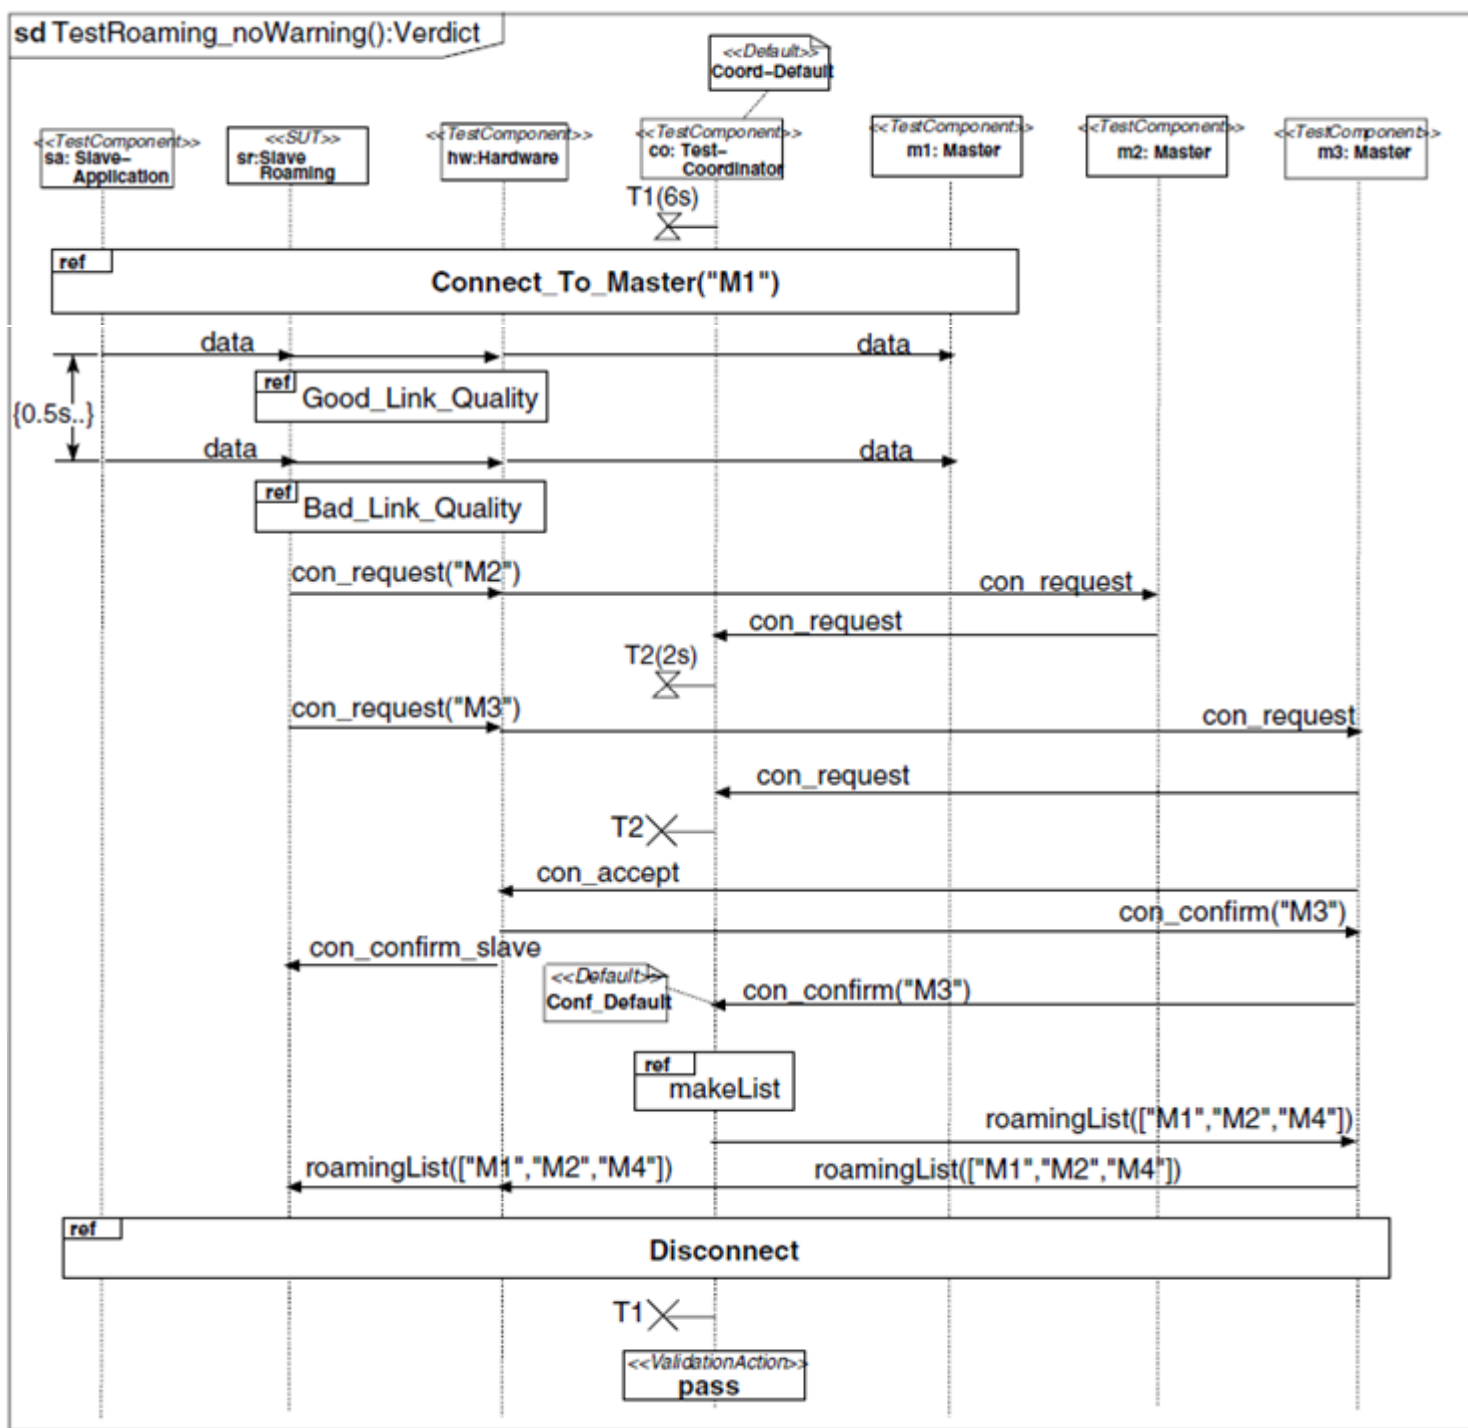 sd TestRoaming_noWarning():Verdict
<<Default>>
Coord-Default
<<TestComponent>>
sa: Slave-
Application
<<SUT>>
sr:Slave
Roaming
<<TestComponent>>
hw:Hardware
<<TestComponent>>
co: Test-
Coordinator
<<TestComponent>>
m1: Master
<<TestComponent>>
m2: Master
<<TestComponent>>
m3: Master
T1(6s)
ref
Connect_To_Master("M1")
data
data
ref
Good_Link_Quality
{0.5s..}
data
data
ref
Bad_Link_Quality
con_request("M2")
con_request
con_request
T2(2s)
con_request("M3")
con_request
con_request
T2
con_accept
con_confirm("M3")
con_confirm_slave
<<Default>>
Conf_Default
con_confirm("M3")
ref
makeList
roamingList(["M1","M2","M4"])
roamingList(["M1","M2","M4"])
roamingList(["M1","M2","M4"])
ref
Disconnect
T1
<<ValidationAction>>
pass